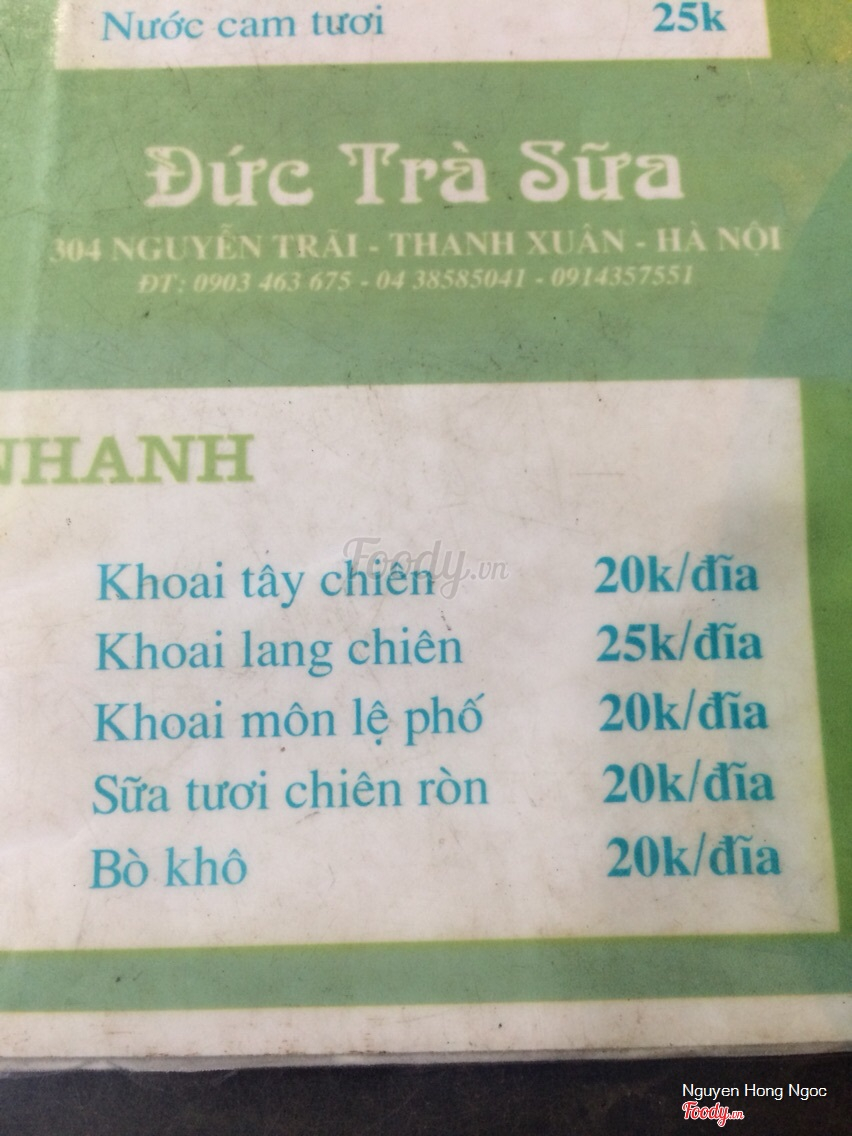 Nước cam tươi 25k
Đức Trà Sữa
304 NGUYỄN TRÃI - THANH XUÂN - HÀ NỘI
ĐT: 0903 463 675 - 04 38585041 - 0914357551
NHANH
Foody.vn
Khoai tây chiên 20k/đĩa
Khoai lang chiên 25k/đĩa
Khoai môn lệ phố 20k/đĩa
Sữa tươi chiên ròn 20k/đĩa
Bò khô 20k/đĩa
Nguyen Hong Ngoc
Foody.vn